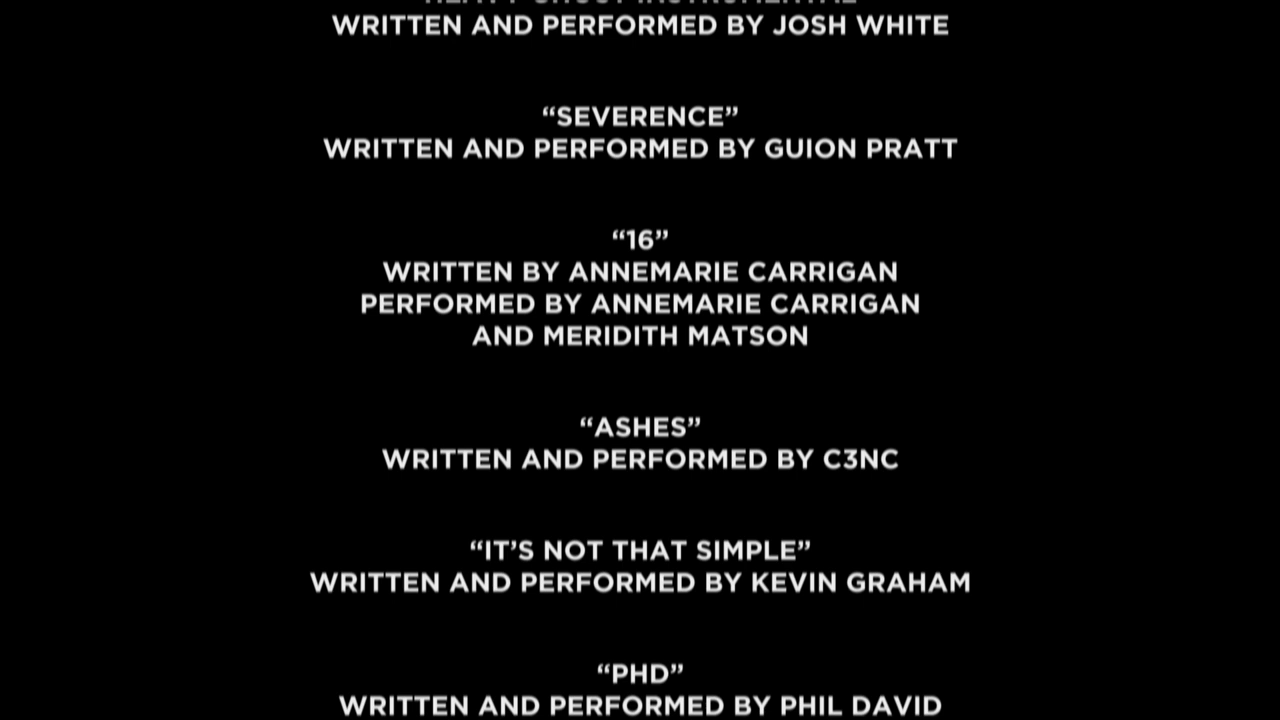 WRITTEN AND PERFORMED BY JOSH WHITE
“SEVERENCE”
WRITTEN AND PERFORMED BY GUION PRATT
“16”
WRITTEN BY ANNEMARIE CARRIGAN
PERFORMED BY ANNEMARIE CARRIGAN
AND MERIDITH MATSON
“ASHES”
WRITTEN AND PERFORMED BY C3NC
“IT’S NOT THAT SIMPLE”
WRITTEN AND PERFORMED BY KEVIN GRAHAM
“PHD”
WRITTEN AND PERFORMED BY PHIL DAVID